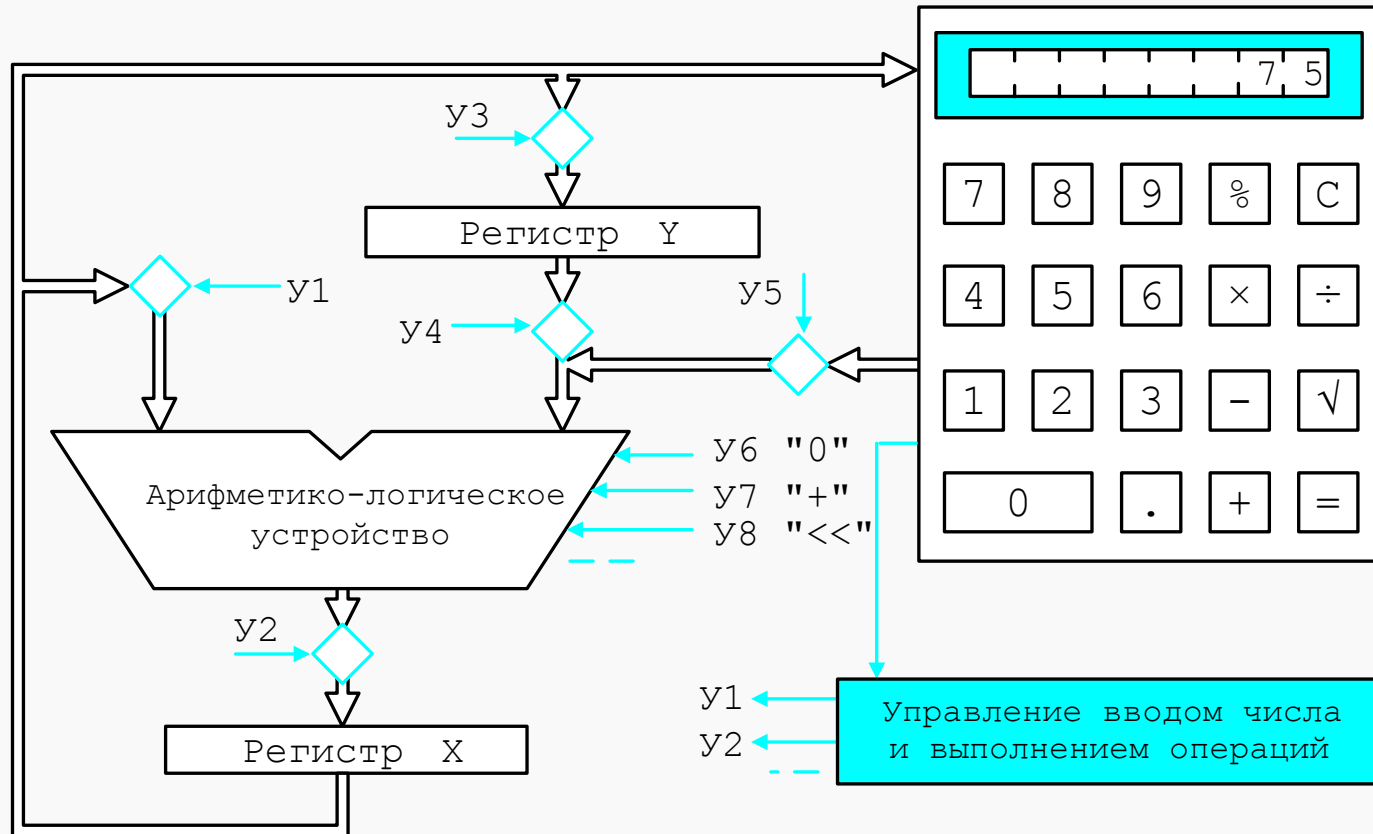 7 5
У3
7 8 9 % C
Регистр Y
У1
У5
4 5 6 × ÷
У4
1 2 3 - √
У6 "0"
Арифметико-логическое
устройство
У7 "+"
У8 "<<"
0 . + =
У2
У1
У2
Управление вводом числа
и выполнением операций
Регистр X